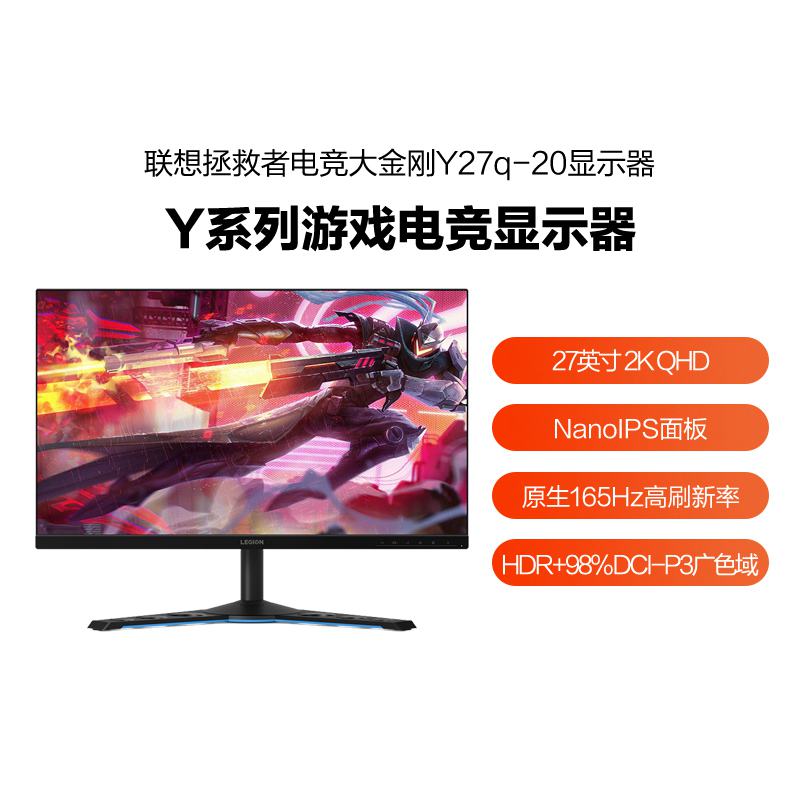 联想拯救者电竞大金刚Y27q-20显示器
Y系列游戏电竞显示器
27英寸 2K QHD
NanoIPS面板
原生165Hz高刷新率
HDR+98%DCI-P3广色域
LEGION